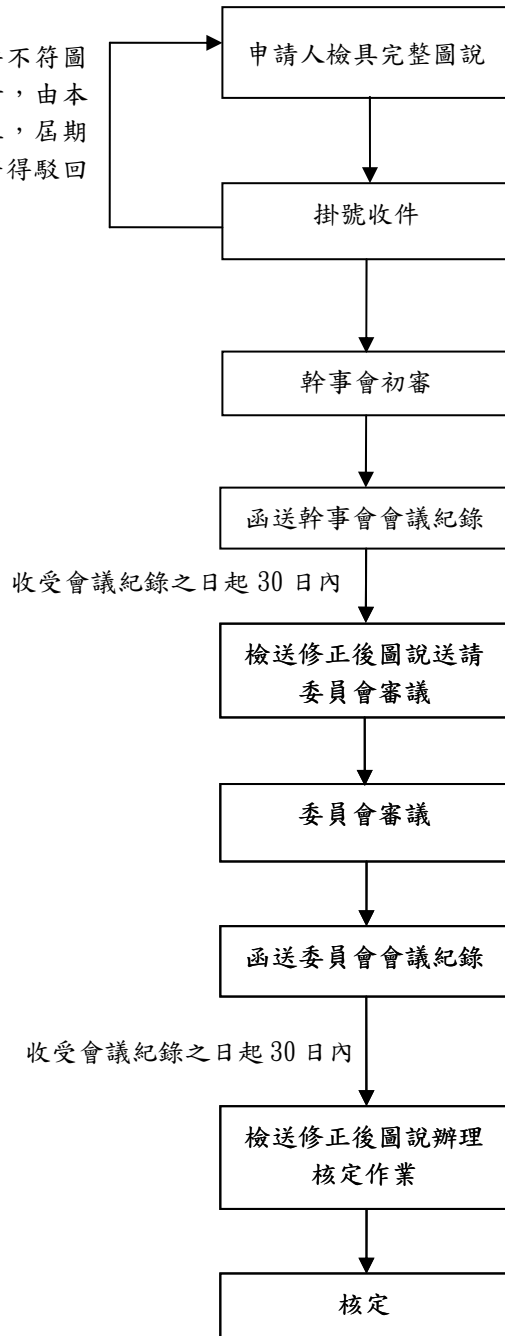 不符圖
申請人檢具完整圖說
，由本
，屆期
得駁回
掛號收件
幹事會初審
函送幹事會會議紀錄
收受會議紀錄之日起 30 日內
檢送修正後圖說送請
委員會審議
委員會審議
函送委員會會議紀錄
收受會議紀錄之日起 30 日內
檢送修正後圖說辦理
核定作業
核定